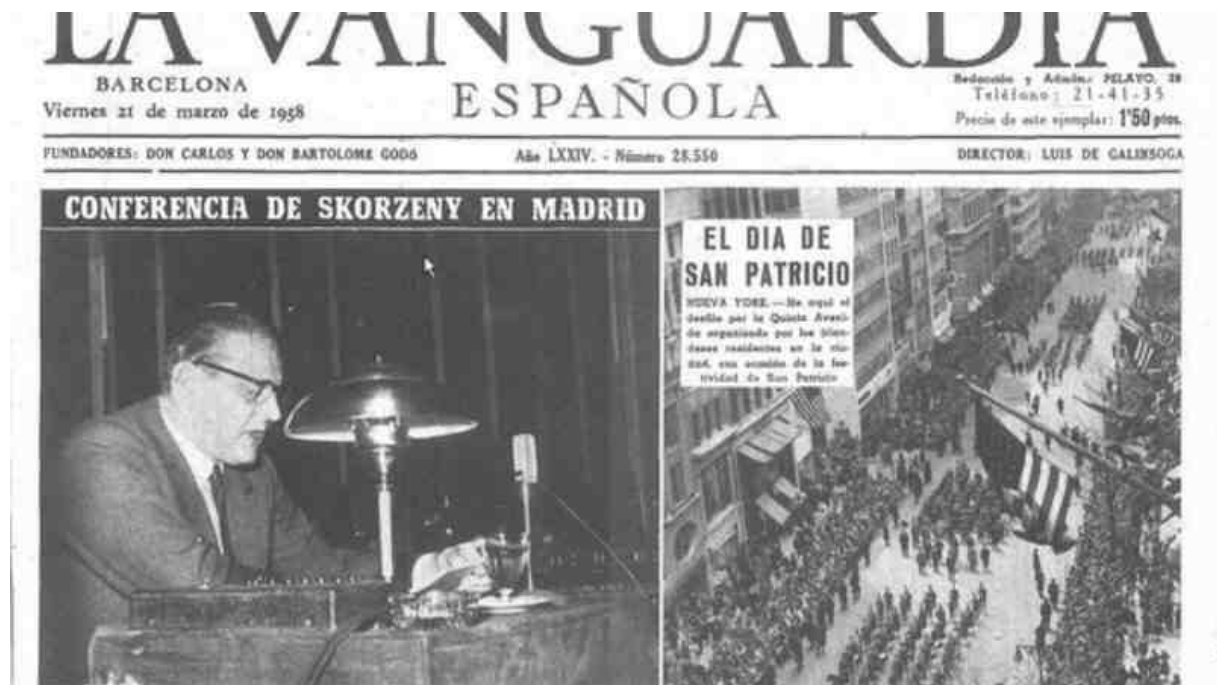 LA VANGUARDIA
ESPAÑOLA
BARCELONA
Viernes 21 de marzo de 1958
Redacción y Admón.: PELAYO, 28
Teléfono: 21-41-35
Precio de este ejemplar: 1'50 ptas.
FUNDADORES: DON CARLOS Y DON BARTOLOME GODÓ
Año LXXIV. - Número 28.550
DIRECTOR: LUIS DE GALINSOGA
CONFERENCIA DE SKORZENY EN MADRID
EL DIA DE
SAN PATRICIO
NUEVA YORK. — He aquí el
desfile por la Quinta Aveni-
da organizado por los irlan-
deses residentes en la ciu-
dad, con ocasión de la fes-
tividad de San Patricio